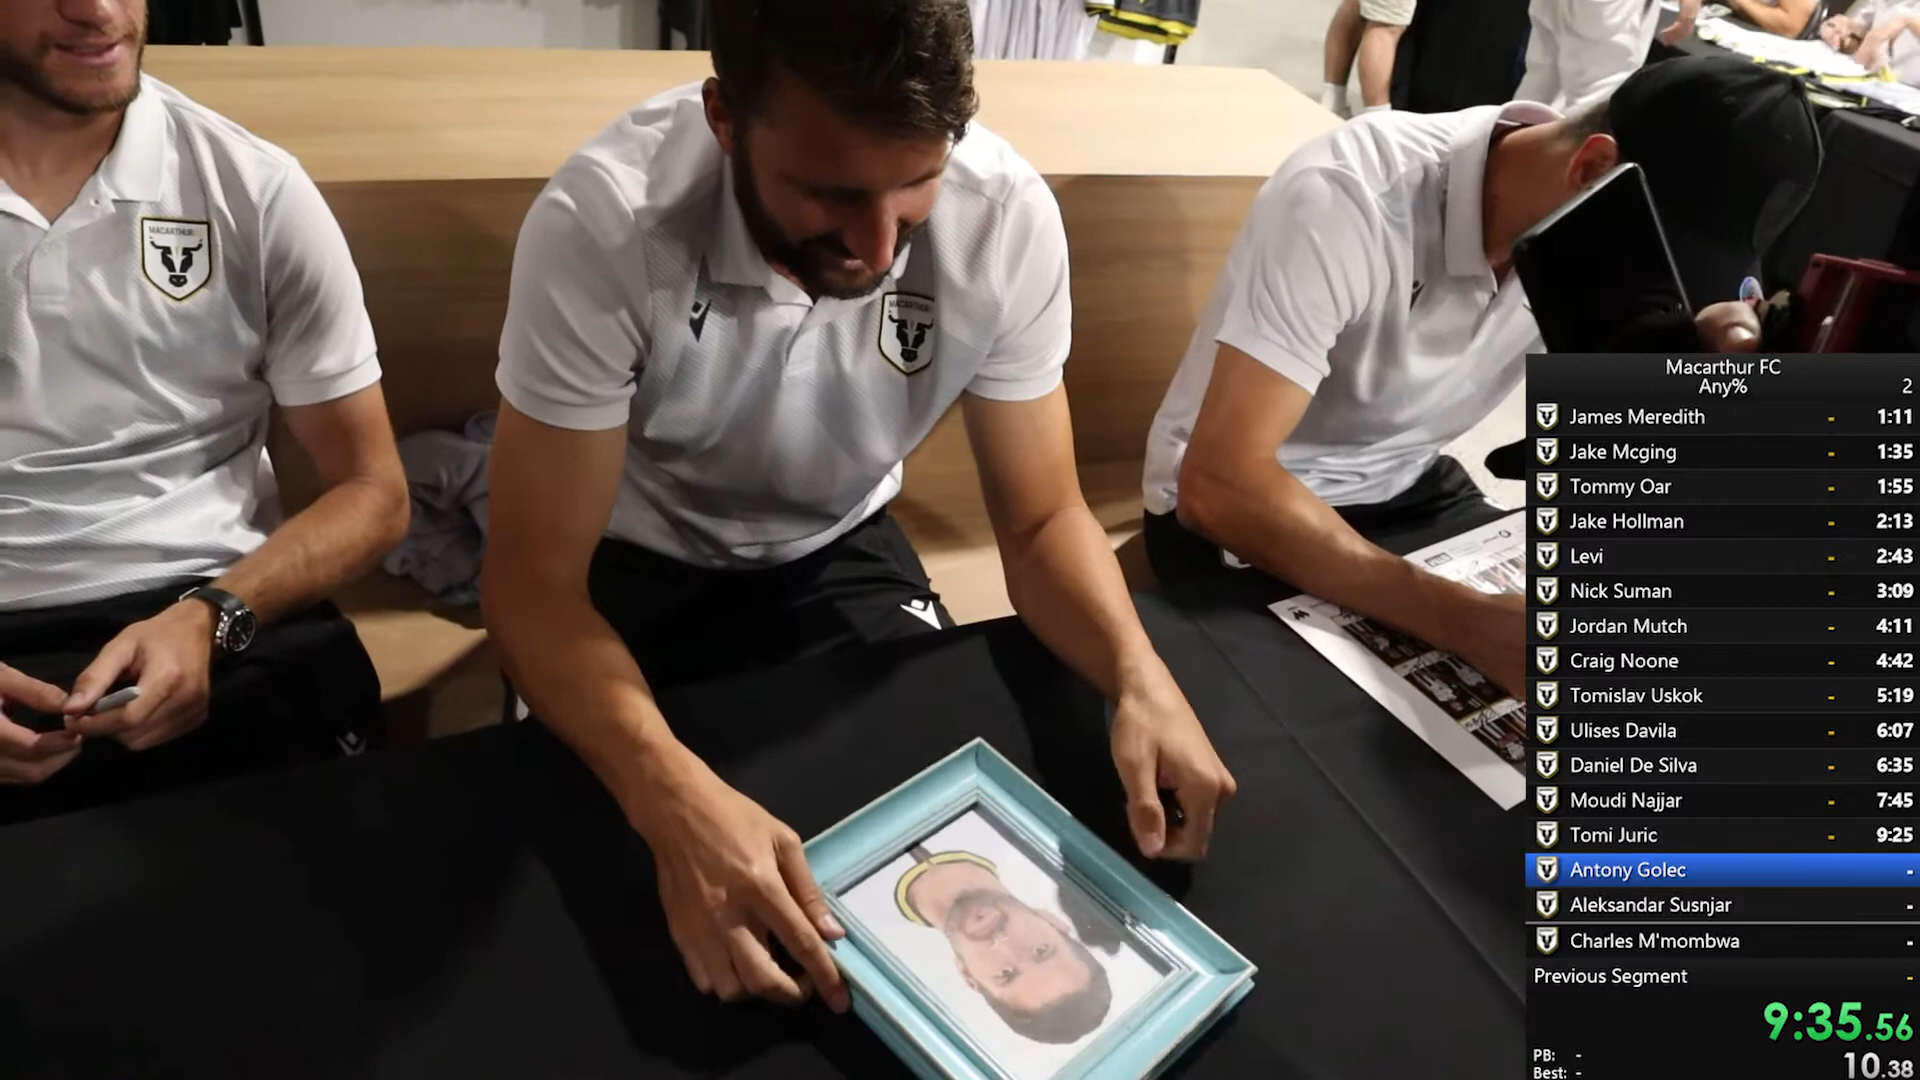 MACARTHUR
MACARTHUR
Macarthur FC
Any% 2
James Meredith - 1:11
Jake Mcging - 1:35
Tommy Oar - 1:55
Jake Hollman - 2:13
Levi - 2:43
Nick Suman - 3:09
Jordan Mutch - 4:11
Craig Noone - 4:42
Tomislav Uskok - 5:19
Ulises Davila - 6:07
Daniel De Silva - 6:35
Moudi Najjar - 7:45
Tomi Juric - 9:25
Antony Golec -
Aleksandar Susnjar -
Charles M'mombwa -
Previous Segment -
9:35.56
PB: -
Best: -
10.38